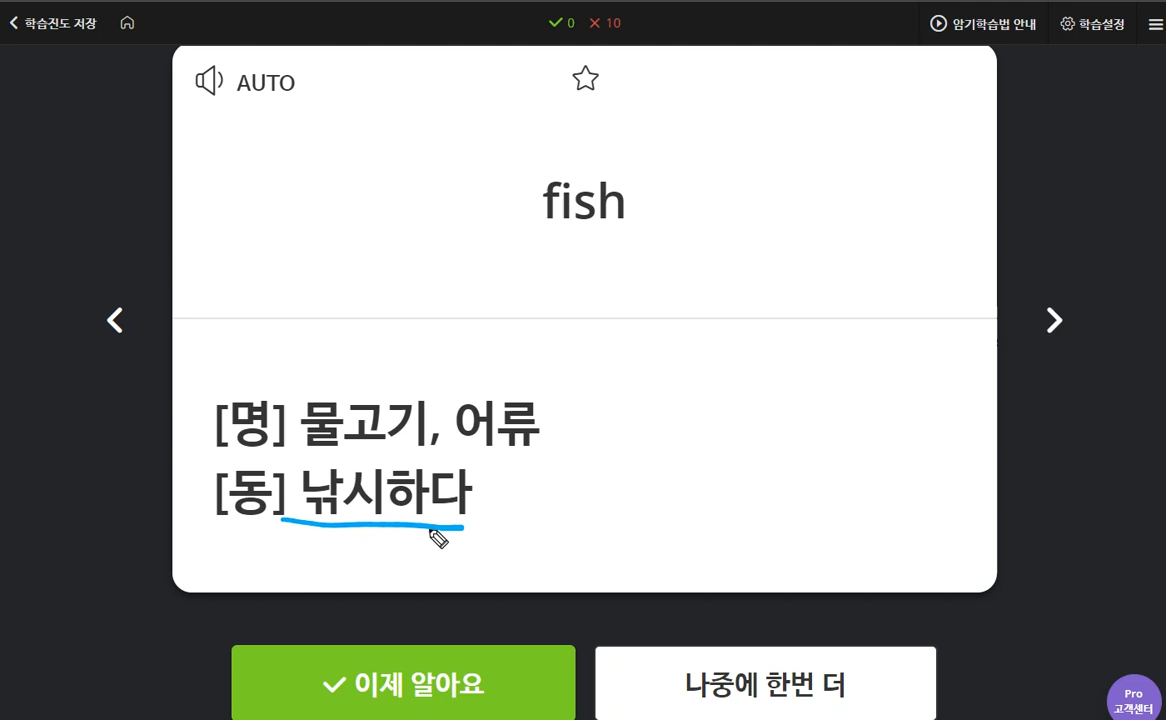 학습진도 저장
0 10
암기학습법 안내
학습설정
AUTO
fish
[명] 물고기, 어류
[동] 낚시하다
이제 알아요
나중에 한번 더
Pro
고객센터